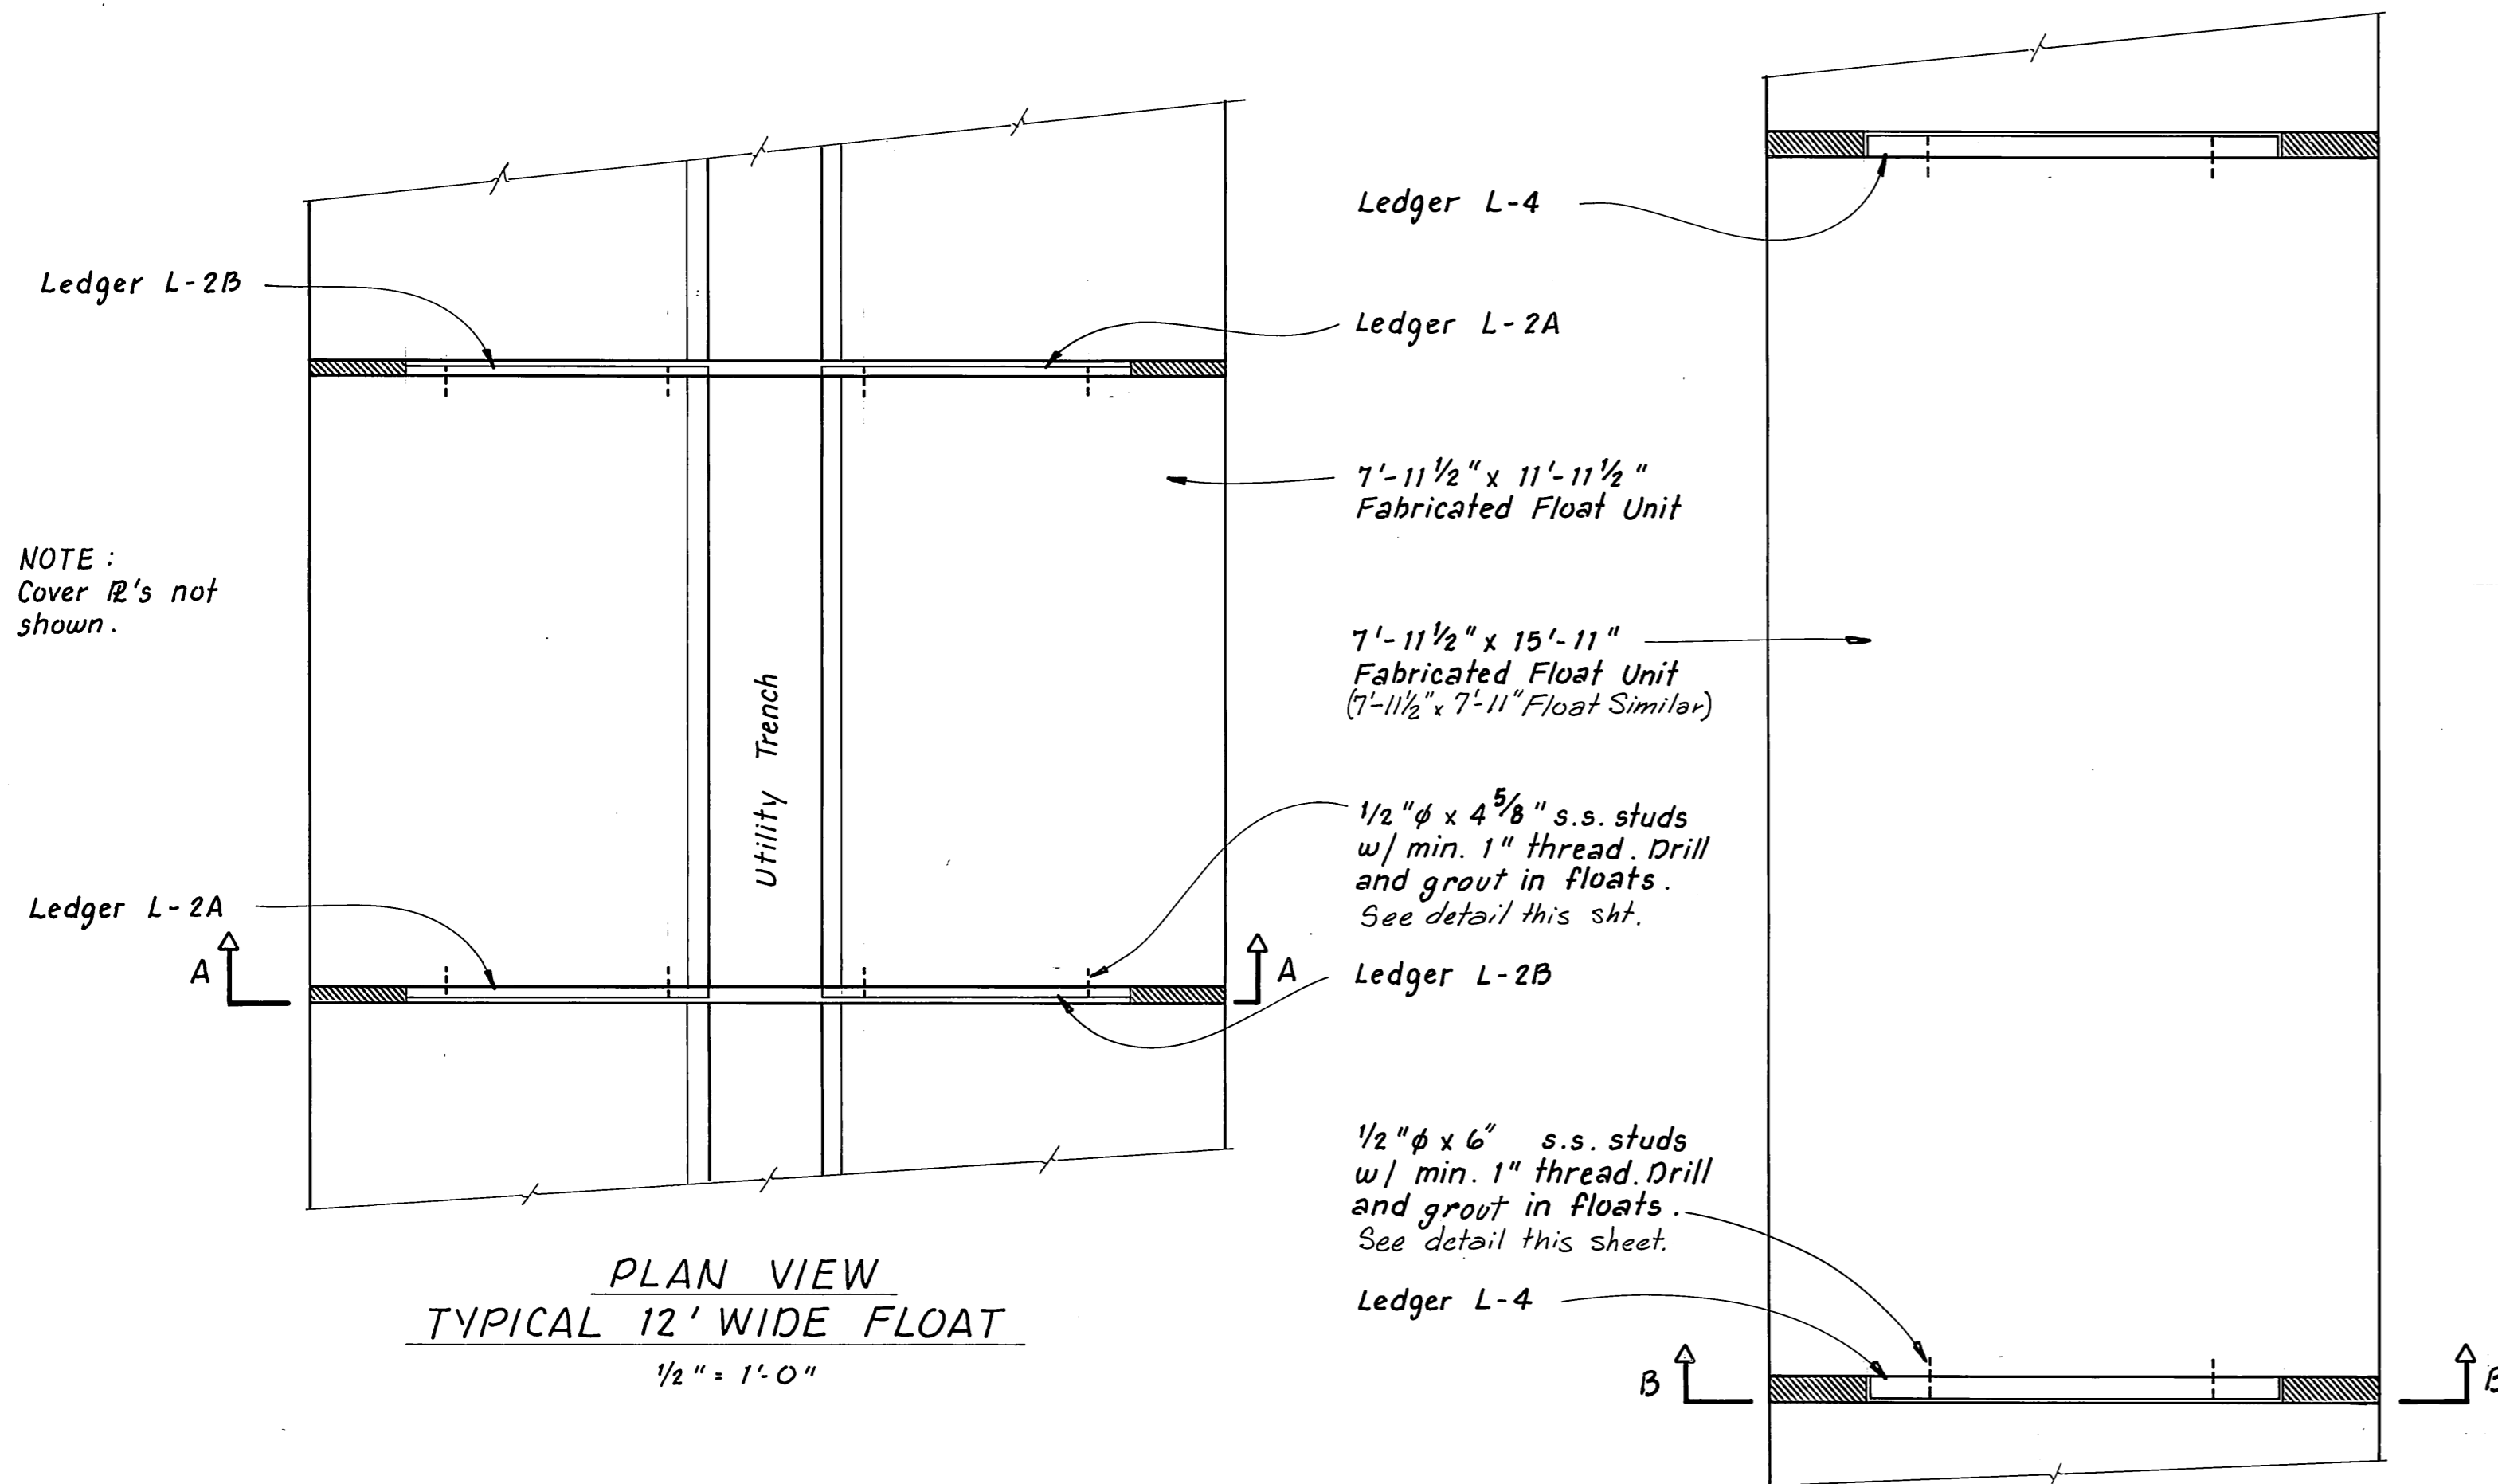 Ledger L-2B
NOTE :
Cover ℞'s not
shown.
Ledger L-2A
A
A
Utility Trench
PLAN VIEW
TYPICAL 12' WIDE FLOAT
1/2" = 1'-0"
Ledger L-4
Ledger L-2A
7'-11 1/2" x 11'-11 1/2"
Fabricated Float Unit
7'-11 1/2" x 15'-11"
Fabricated Float Unit
(7'-11 1/2" x 7'-11" Float Similar)
1/2"ϕ x 4 5/8" s.s. studs
w/ min. 1" thread. Drill
and grout in floats.
See detail this sht.
Ledger L-2B
1/2"ϕ x 6" s.s. studs
w/ min. 1" thread. Drill
and grout in floats.
See detail this sheet.
Ledger L-4
B
B